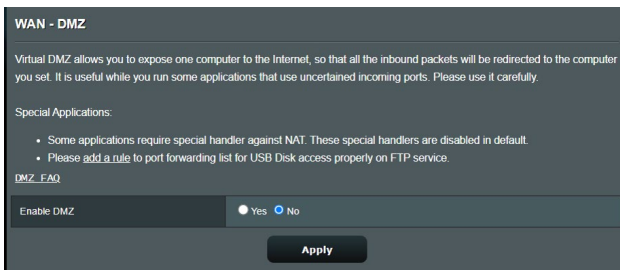 WAN - DMZ
Virtual DMZ allows you to expose one computer to the Internet, so that all the inbound packets will be redirected to the computer
you set. It is useful while you run some applications that use uncertained incoming ports. Please use it carefully.
Special Applications:
• Some applications require special handler against NAT. These special handlers are disabled in default.
• Please add a rule to port forwarding list for USB Disk access properly on FTP service.
DMZ FAQ
Enable DMZ Yes No
Apply